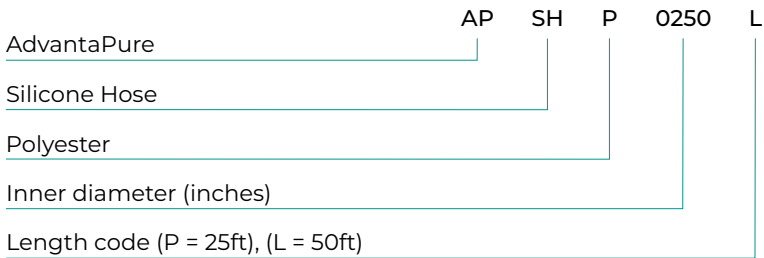 AP SH P 0250 L
AdvantaPure
Silicone Hose
Polyester
Inner diameter (inches)
Length code (P = 25ft), (L = 50ft)